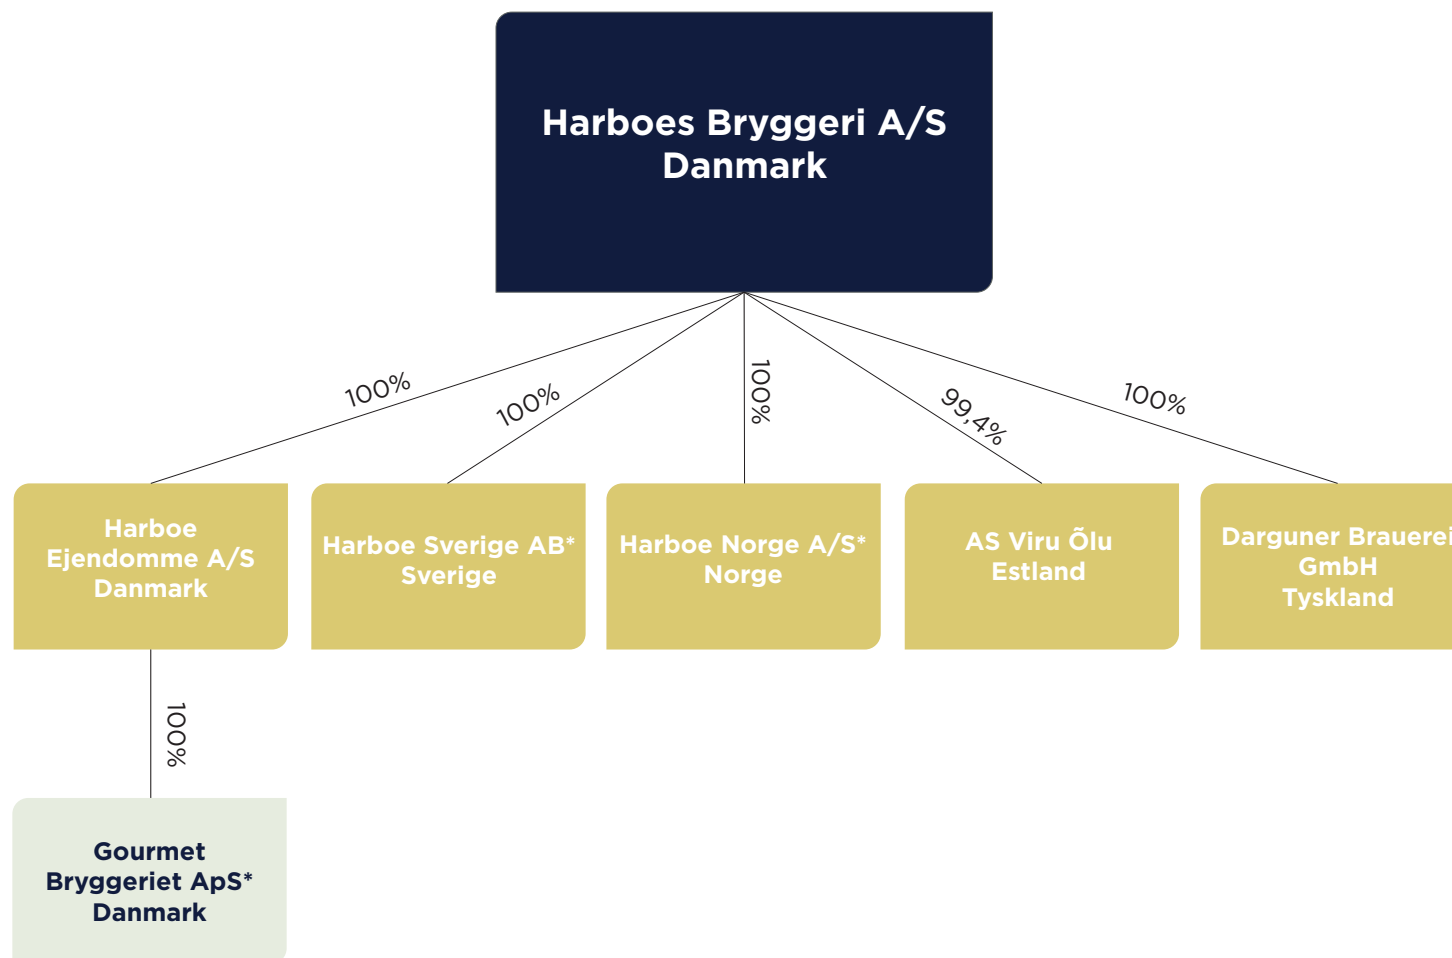 Harboes Bryggeri A/S
Danmark
100%
100%
100%
99,4%
100%
Harboe
Ejendomme A/S
Danmark
Harboe Sverige AB*
Sverige
Harboe Norge A/S*
Norge
AS Viru Õlu
Estland
Darguner Brauerei
GmbH
Tyskland
100%
Gourmet
Bryggeriet ApS*
Danmark